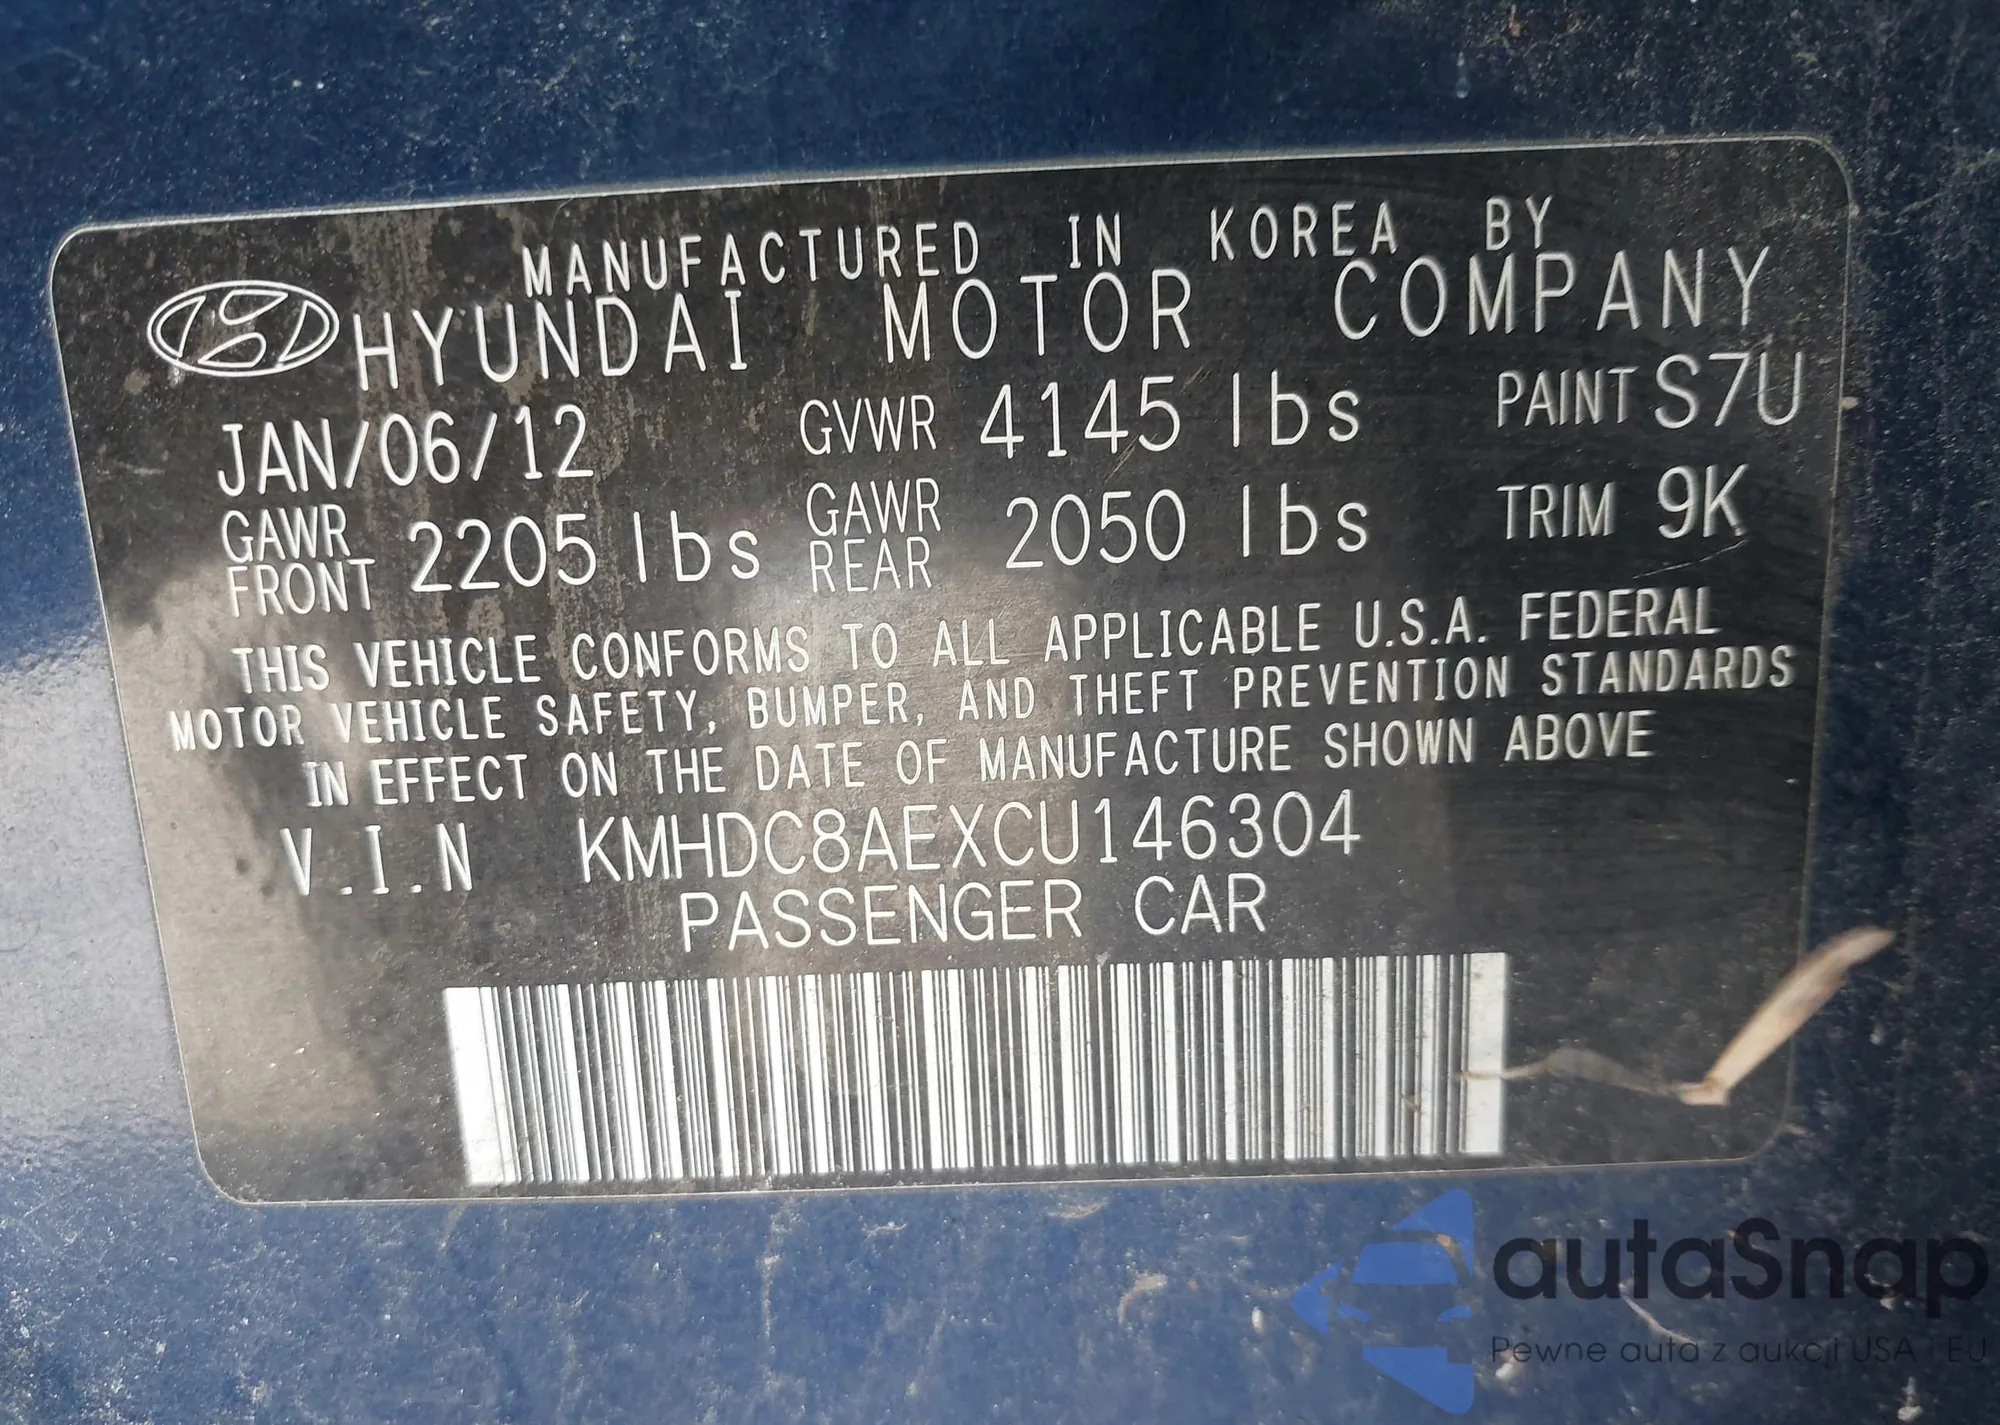 MANUFACTURED IN KOREA BY
HYUNDAI MOTOR COMPANY
JAN/06/12 GVWR 4145 lbs PAINT S7U
GAWR FRONT 2205 lbs GAWR REAR 2050 lbs TRIM 9K
THIS VEHICLE CONFORMS TO ALL APPLICABLE U.S.A. FEDERAL
MOTOR VEHICLE SAFETY, BUMPER, AND THEFT PREVENTION STANDARDS
IN EFFECT ON THE DATE OF MANUFACTURE SHOWN ABOVE
V.I.N KMHDC8AEXCU146304
PASSENGER CAR
autaSnap
Pewne auta z aukcji USA i EU